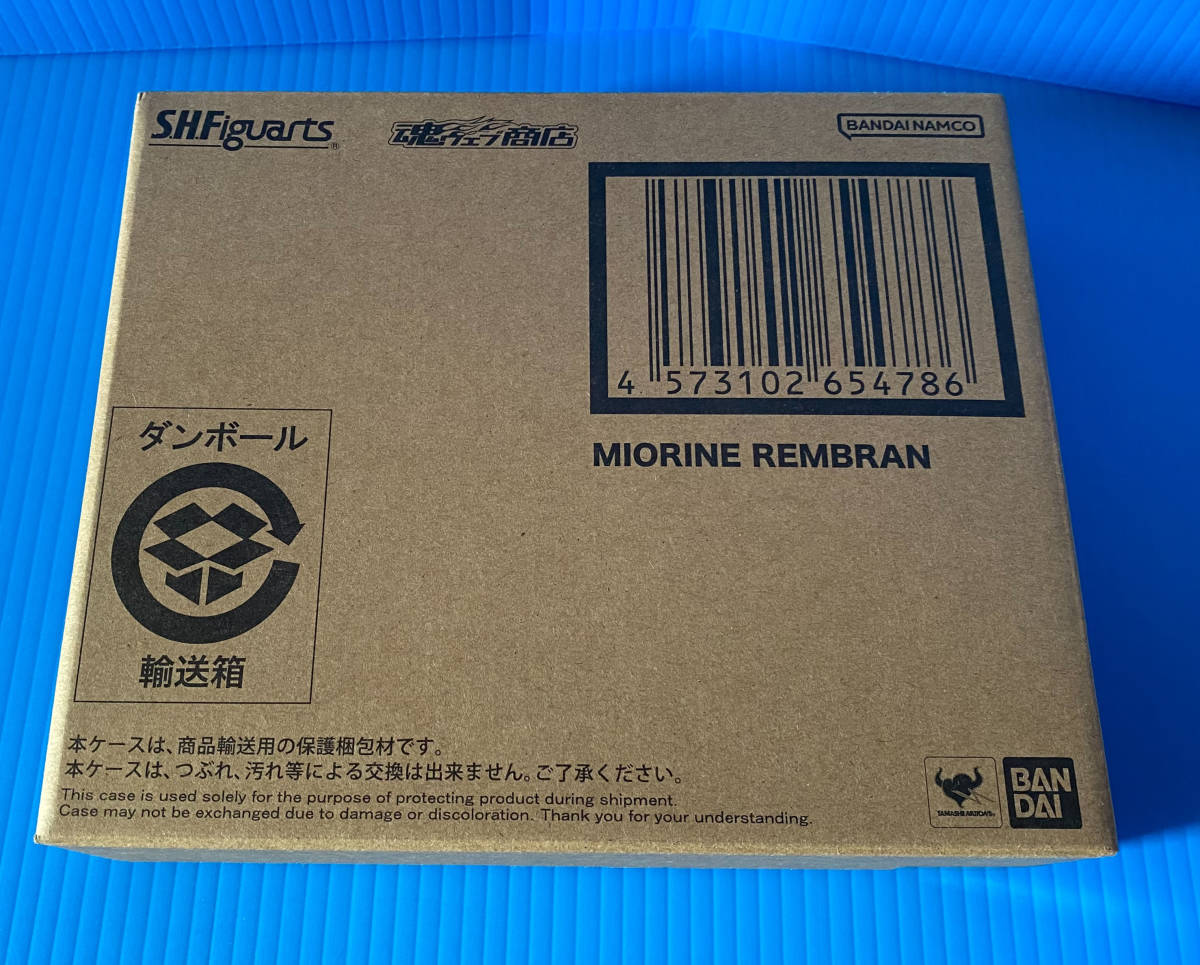 S.H.Figuarts®
魂ウェブ商店
BANDAI NAMCO
4 573102 654786
MIORINE REMBRAN
ダンボール
輸送箱
本ケースは、商品輸送用の保護梱包材です。
本ケースは、つぶれ、汚れ等による交換は出来ません。ご了承ください。
This case is used solely for the purpose of protecting product during shipment.
Case may not be exchanged due to damage or discoloration. Thank you for your understanding.
TAMASHII NATIONS®
BAN
DAI